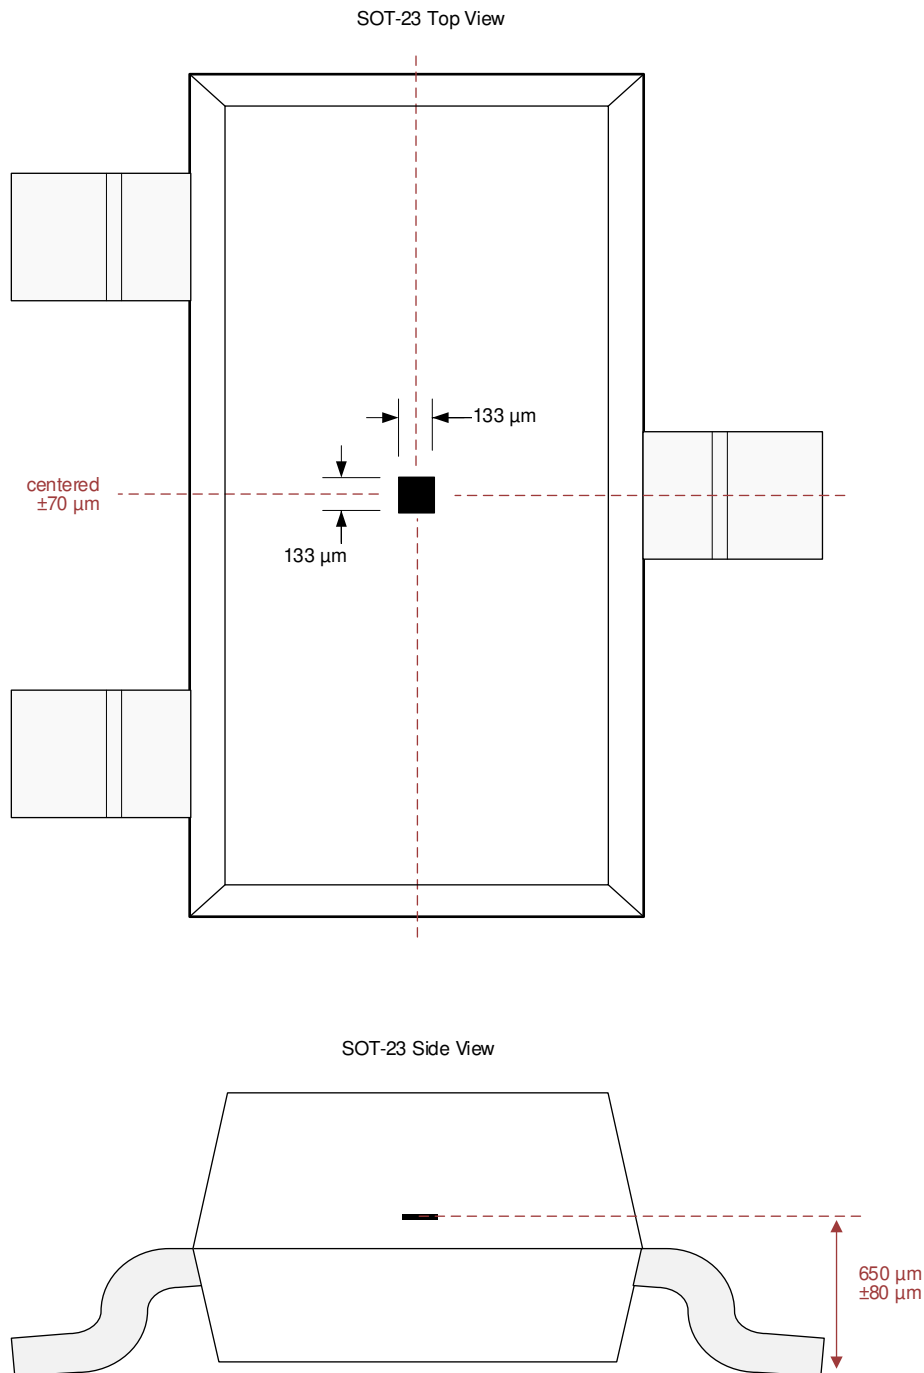 SOT-23 Top View
133 µm
centered
±70 µm
133 µm
SOT-23 Side View
650 µm
±80 µm